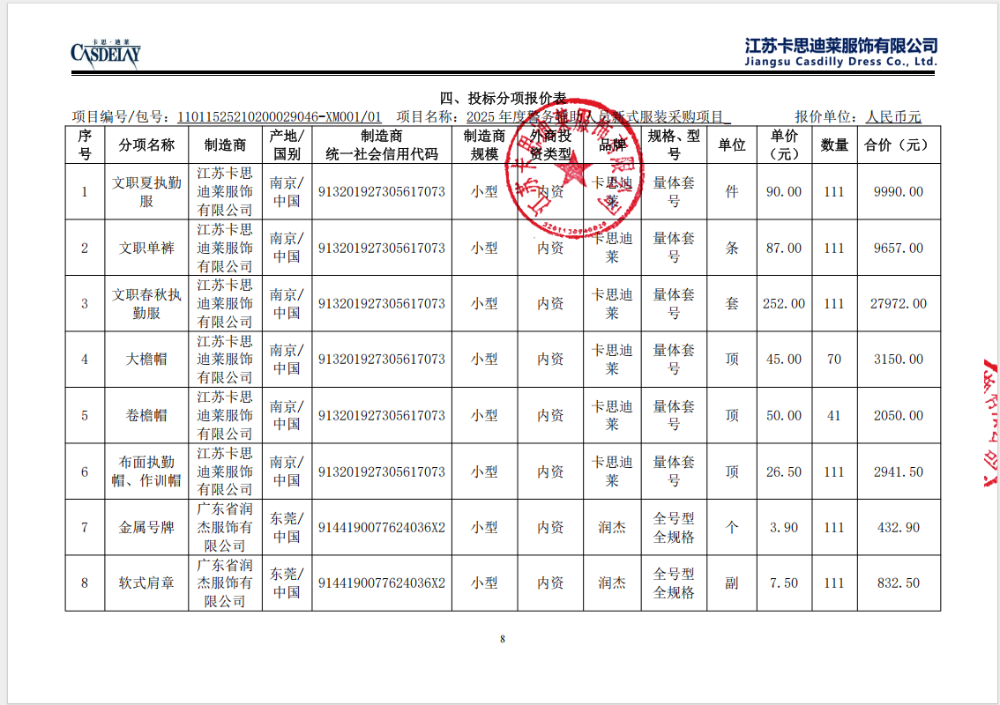 卡思·迪莱
CASDELAY
江苏卡思迪莱服饰有限公司
Jiangsu Casdilly Dress Co., Ltd.
四、投标分项报价表
项目编号/包号：11011525210200029046-XM001/01 项目名称：2025 年度警务辅助人员新式服装采购项目 报价单位：人民币元
序号 分项名称 制造商 产地/国别 制造商统一社会信用代码 制造商规模 外商投资类型 品牌 规格、型号 单位 单价（元） 数量 合价（元）
1 文职夏执勤服 江苏卡思迪莱服饰有限公司 南京/中国 913201927305617073 小型 内资 卡思迪莱 量体套号 件 90.00 111 9990.00
2 文职单裤 江苏卡思迪莱服饰有限公司 南京/中国 913201927305617073 小型 内资 卡思迪莱 量体套号 条 87.00 111 9657.00
3 文职春秋执勤服 江苏卡思迪莱服饰有限公司 南京/中国 913201927305617073 小型 内资 卡思迪莱 量体套号 套 252.00 111 27972.00
4 大檐帽 江苏卡思迪莱服饰有限公司 南京/中国 913201927305617073 小型 内资 卡思迪莱 量体套号 顶 45.00 70 3150.00
5 卷檐帽 江苏卡思迪莱服饰有限公司 南京/中国 913201927305617073 小型 内资 卡思迪莱 量体套号 顶 50.00 41 2050.00
6 布面执勤帽、作训帽 江苏卡思迪莱服饰有限公司 南京/中国 913201927305617073 小型 内资 卡思迪莱 量体套号 顶 26.50 111 2941.50
7 金属号牌 广东省润杰服饰有限公司 东莞/中国 9144190077624036X2 小型 内资 润杰 全号型全规格 个 3.90 111 432.90
8 软式肩章 广东省润杰服饰有限公司 东莞/中国 9144190077624036X2 小型 内资 润杰 全号型全规格 副 7.50 111 832.50
江苏卡思迪莱服饰有限公司
8